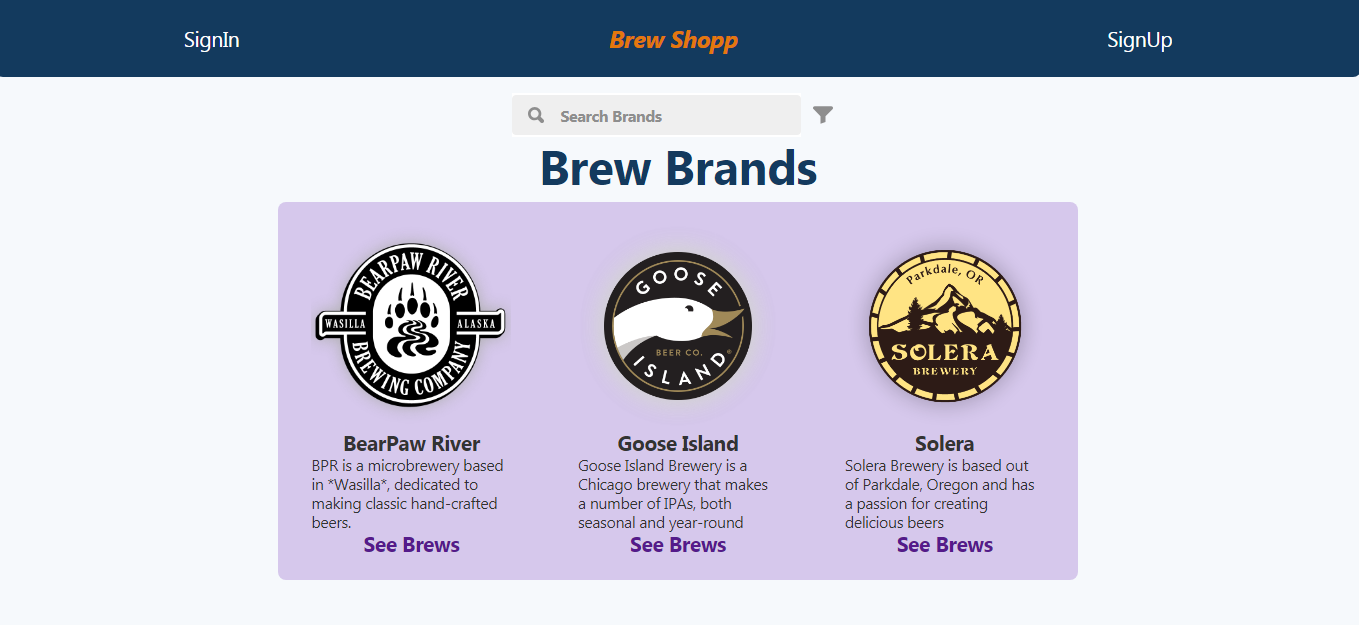 SignIn
Brew Shopp
SignUp
Search Brands
Brew Brands
BEARPAW RIVER
WASILLA ALASKA
BREWING COMPANY
GOOSE
BEER CO.
ISLAND®
Parkdale, OR
SOLERA
BREWERY
BearPaw River
BPR is a microbrewery based
in *Wasilla*, dedicated to
making classic hand-crafted
beers.
See Brews
Goose Island
Goose Island Brewery is a
Chicago brewery that makes
a number of IPAs, both
seasonal and year-round
See Brews
Solera
Solera Brewery is based out
of Parkdale, Oregon and has
a passion for creating
delicious beers
See Brews